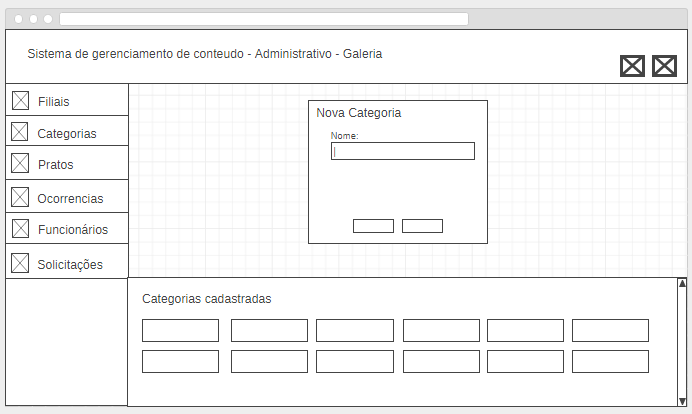 Sistema de gerenciamento de conteudo - Administrativo - Galeria
Filiais
Categorias
Pratos
Ocorrencias
Funcionários
Solicitações
Nova Categoria
Nome:
Categorias cadastradas